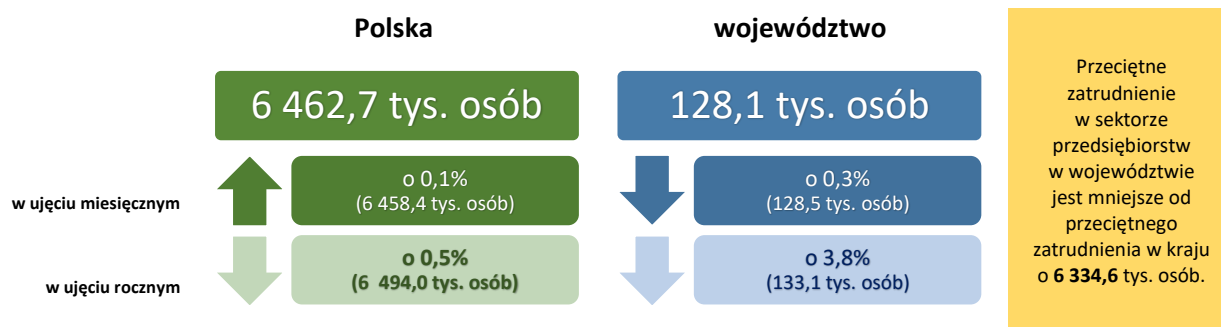 Polska
województwo
6 462,7 tys. osób
128,1 tys. osób
w ujęciu miesięcznym
o 0,1%
(6 458,4 tys. osób)
o 0,3%
(128,5 tys. osób)
w ujęciu rocznym
o 0,5%
(6 494,0 tys. osób)
o 3,8%
(133,1 tys. osób)
Przeciętne
zatrudnienie
w sektorze
przedsiębiorstw
w województwie
jest mniejsze od
przeciętnego
zatrudnienia w kraju
o 6 334,6 tys. osób.